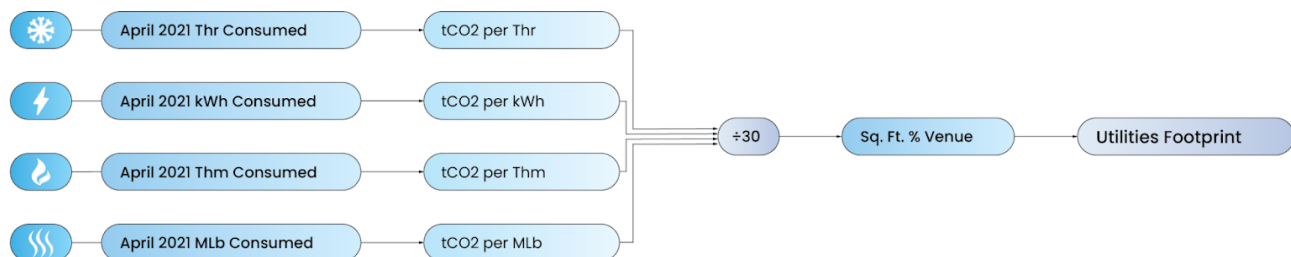 April 2021 Thr Consumed
tCO2 per Thr
April 2021 kWh Consumed
tCO2 per kWh
÷30
Sq. Ft. % Venue
Utilities Footprint
April 2021 Thm Consumed
tCO2 per Thm
April 2021 MLb Consumed
tCO2 per MLb